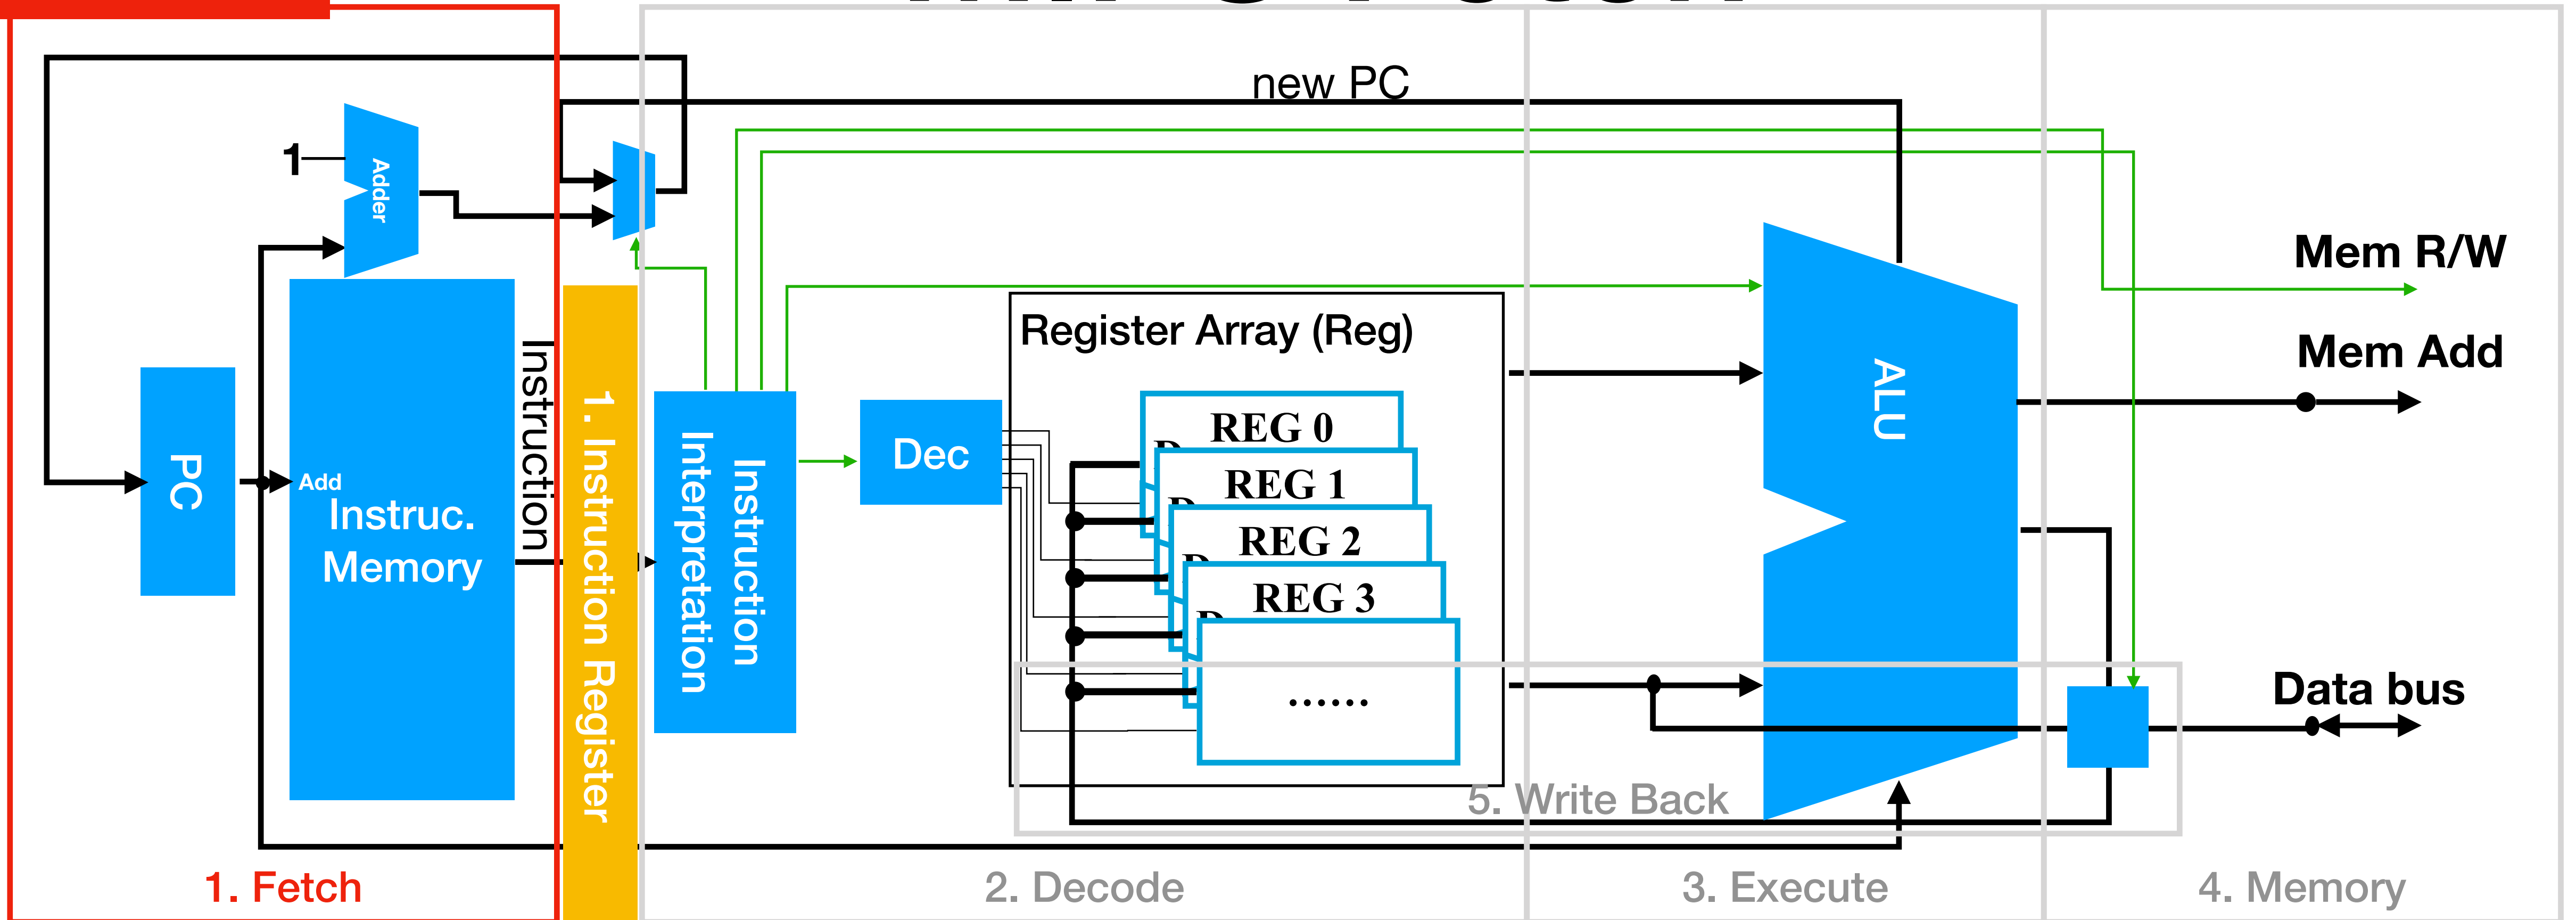 new PC
1
Adder
Mem R/W
Register Array (Reg)
Mem Add
ALU
Instruction
PC
Add
Instruc.
Memory
1. Instruction Register
Instruction
Interpretation
Dec
REG 0
REG 1
REG 2
REG 3
......
Data bus
5. Write Back
1. Fetch
2. Decode
3. Execute
4. Memory